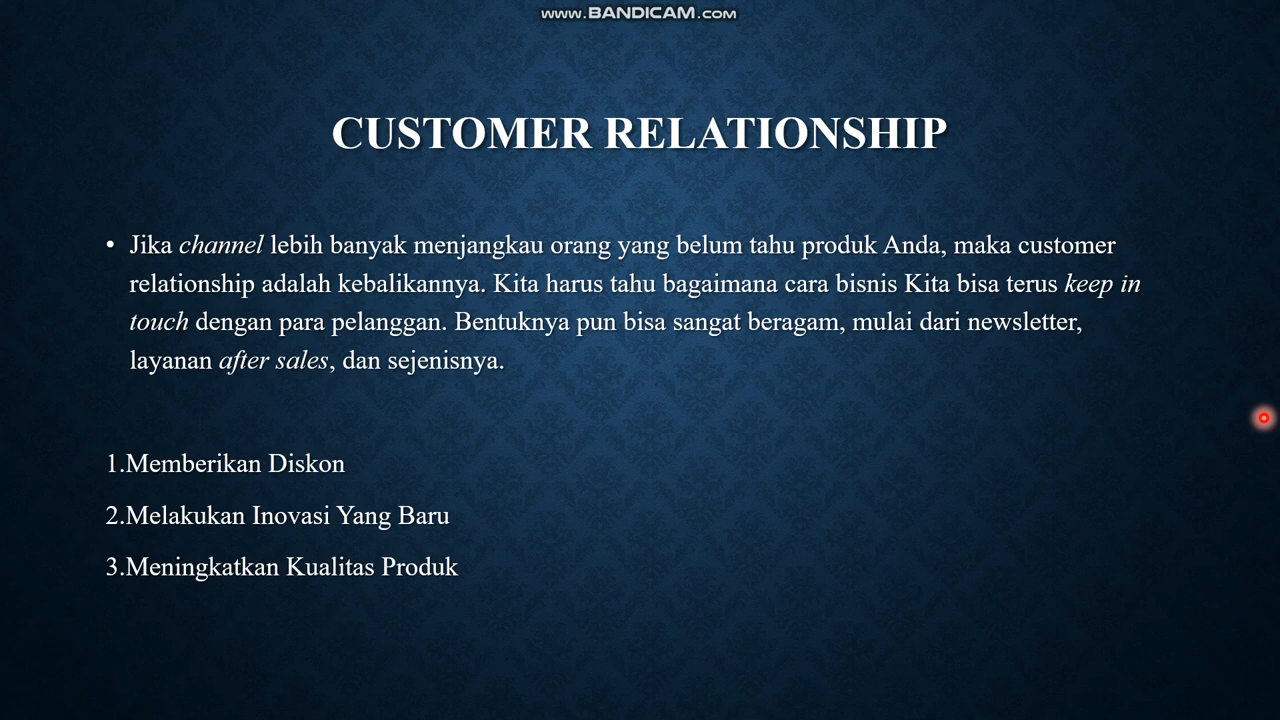 www.BANDICAM.com
CUSTOMER RELATIONSHIP
• Jika channel lebih banyak menjangkau orang yang belum tahu produk Anda, maka customer
relationship adalah kebalikannya. Kita harus tahu bagaimana cara bisnis Kita bisa terus keep in
touch dengan para pelanggan. Bentuknya pun bisa sangat beragam, mulai dari newsletter,
layanan after sales, dan sejenisnya.
1.Memberikan Diskon
2.Melakukan Inovasi Yang Baru
3.Meningkatkan Kualitas Produk